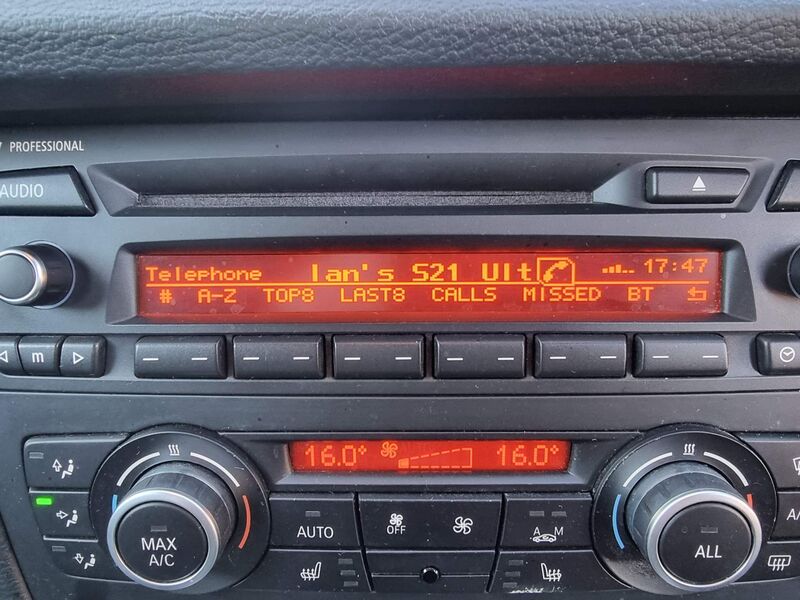 PROFESSIONAL
AUDIO
Telephone Ian's S21 Ult 17:47
# A-Z TOP8 LAST8 CALLS MISSED BT
m
16.0° 16.0°
AUTO OFF A M
MAX A/C ALL